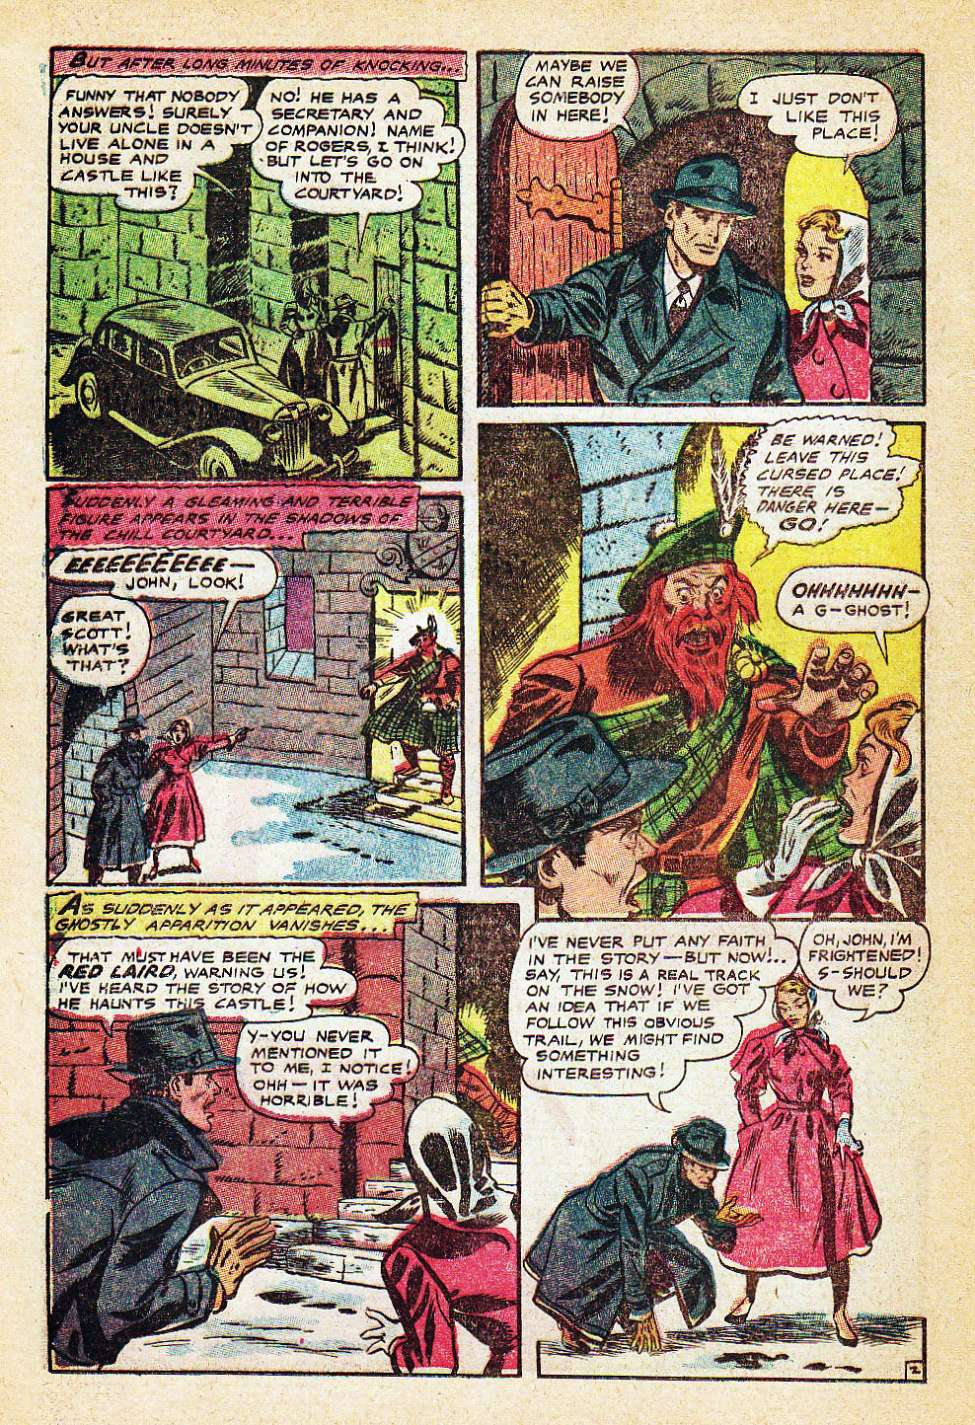 BUT AFTER LONG MINUTES OF KNOCKING...
FUNNY THAT NOBODY
ANSWERS! SURELY
YOUR UNCLE DOESN'T
LIVE ALONE IN A
HOUSE AND
CASTLE LIKE
THIS?
NO! HE HAS A
SECRETARY AND
COMPANION! NAME
OF ROGERS, I THINK!
BUT LET'S GO ON
INTO THE
COURTYARD!
MAYBE WE
CAN RAISE
SOMEBODY
IN HERE!
I JUST DON'T
LIKE THIS
PLACE!
SUDDENLY A GLEAMING AND TERRIBLE
FIGURE APPEARS IN THE SHADOWS OF
THE CHILL COURTYARD...
EEEEEEEEEEEE—
JOHN, LOOK!
GREAT
SCOTT!
WHAT'S
THAT?
BE WARNED!
LEAVE THIS
CURSED PLACE!
THERE IS
DANGER HERE—
GO!
OHHHHHHH—
A G-GHOST!
AS SUDDENLY AS IT APPEARED, THE
GHOSTLY APPARITION VANISHES...
THAT MUST HAVE BEEN THE
RED LAIRD, WARNING US!
I'VE HEARD THE STORY OF HOW
HE HAUNTS THIS CASTLE!
Y-YOU NEVER
MENTIONED IT
TO ME, I NOTICE!
OHH—IT WAS
HORRIBLE!
I'VE NEVER PUT ANY FAITH
IN THE STORY—BUT NOW!..
SAY, THIS IS A REAL TRACK
ON THE SNOW! I'VE GOT
AN IDEA THAT IF WE
FOLLOW THIS OBVIOUS
TRAIL, WE MIGHT FIND
SOMETHING
INTERESTING!
OH, JOHN, I'M
FRIGHTENED!
S-SHOULD
WE?
2